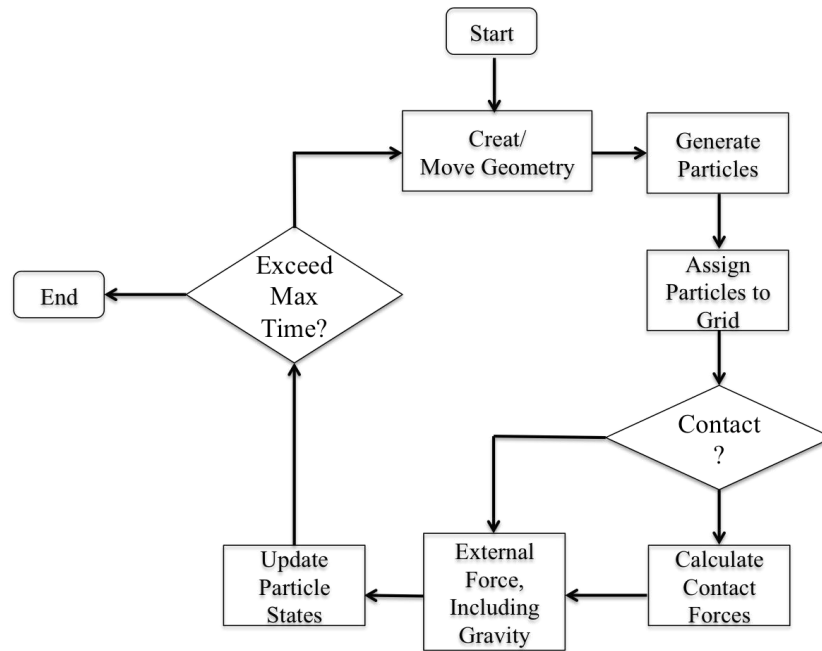 Start
Creat/
Move Geometry
Generate
Particles
Assign
Particles to
Grid
Contact
?
Calculate
Contact
Forces
External
Force,
Including
Gravity
Update
Particle
States
Exceed
Max
Time?
End